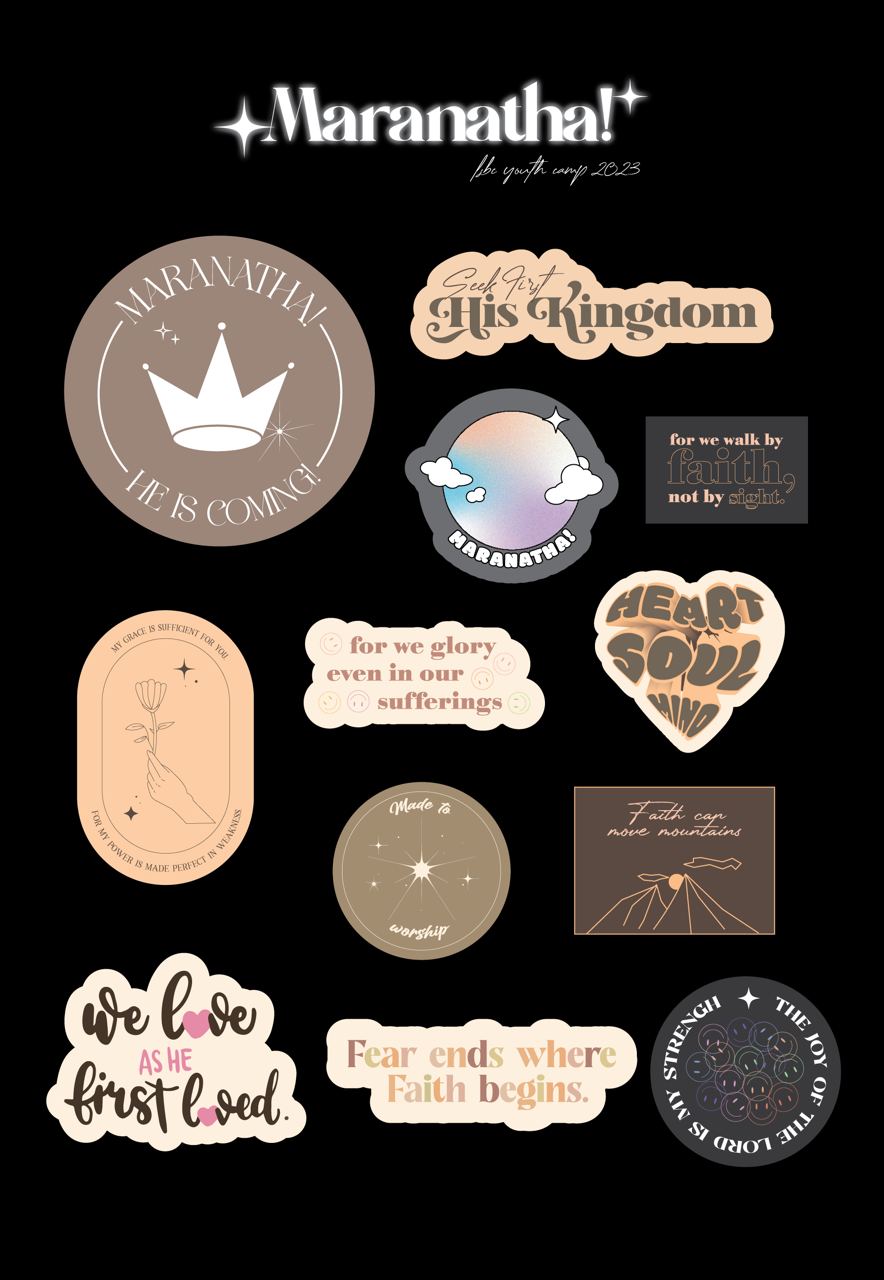 Maranatha!
lbc youth camp 2023
MARANATHA!
HE IS COMING!
Seek First
His Kingdom
MARANATHA!
for we walk by
faith,
not by sight.
HEART
SOUL
MIND
MY GRACE IS SUFFICIENT FOR YOU,
FOR MY POWER IS MADE PERFECT IN WEAKNESS
for we glory
even in our
sufferings
Made To
worship
Faith can
move mountains
we love
AS HE
first loved.
Fear ends where
Faith begins.
THE JOY OF THE LORD IS MY STRENGH